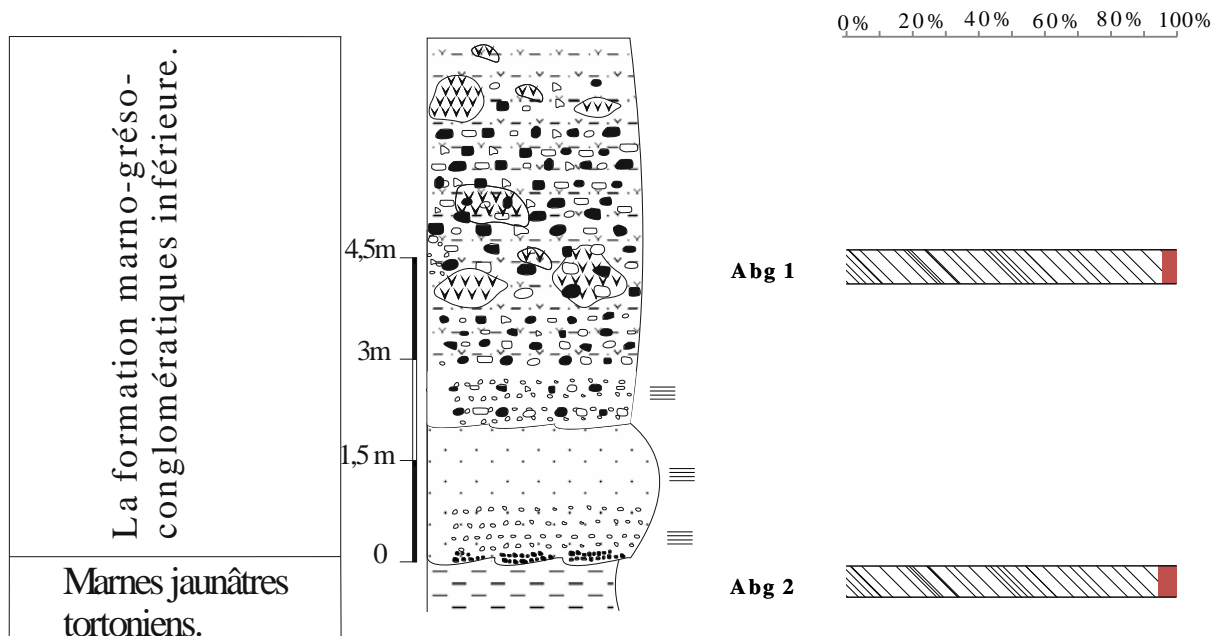 0% 20% 40% 60% 80% 100%
La formation marno-gréso-
conglomératiques inférieure.
4,5m
Abg 1
3m
1,5m
0
Marnes jaunâtres
tortoniens.
Abg 2